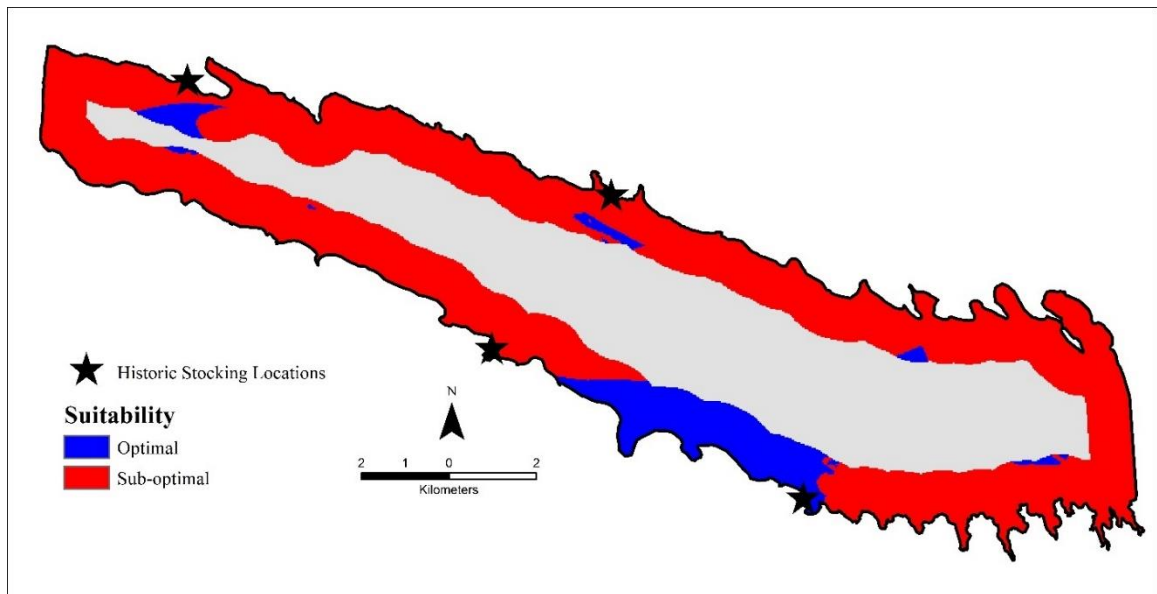 Historic Stocking Locations
Suitability
Optimal
Sub-optimal
N
2 1 0 2
Kilometers